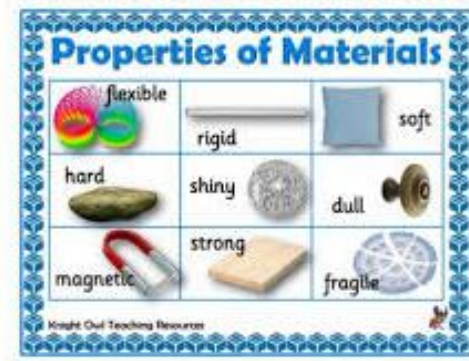 Properties of Materials
flexible
rigid
soft
hard
shiny
dull
magnetic
strong
fragile
Knight Owl Teaching Resources